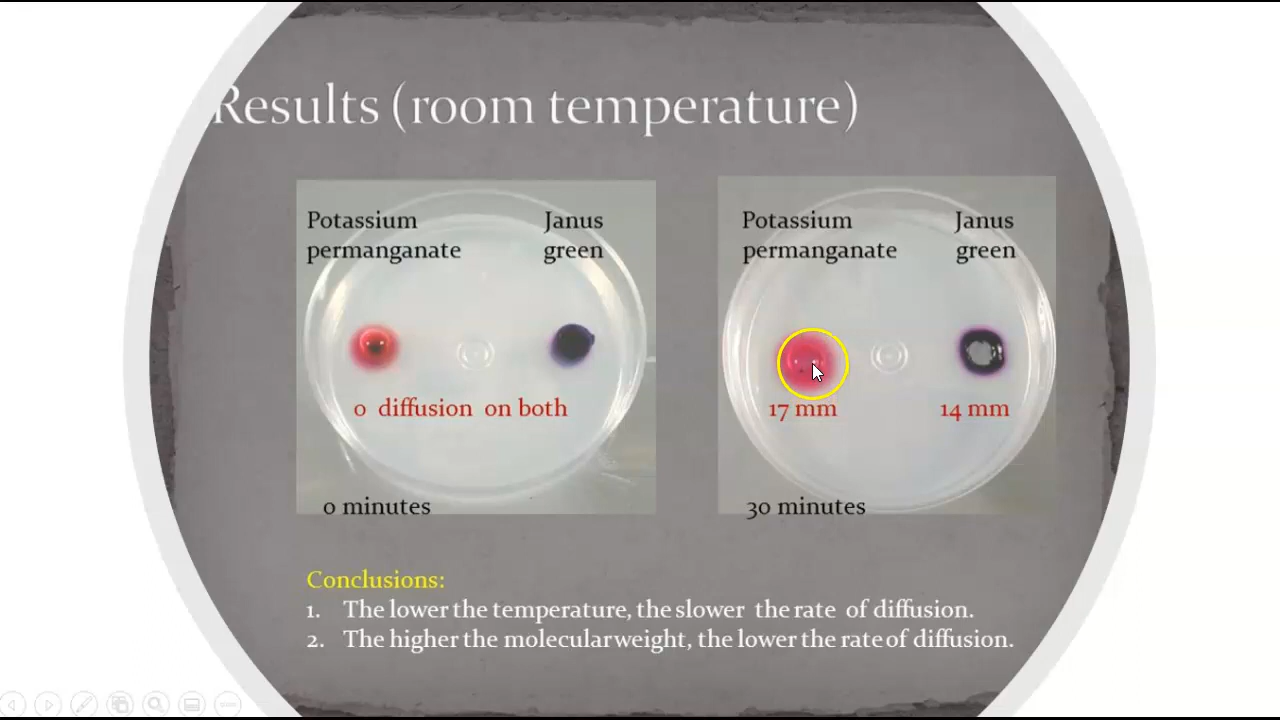 Results (room temperature)
Potassium
permanganate
Janus
green
0 diffusion on both
0 minutes
Potassium
permanganate
Janus
green
17 mm
14 mm
30 minutes
Conclusions:
1. The lower the temperature, the slower the rate of diffusion.
2. The higher the molecular weight, the lower the rate of diffusion.